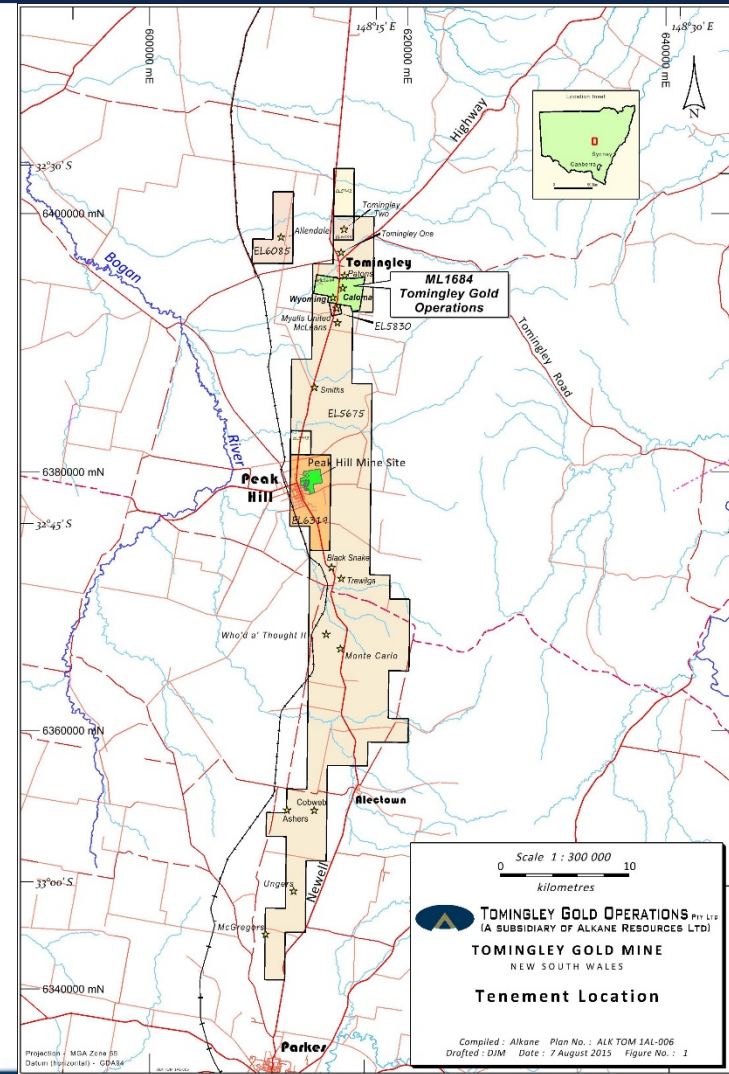 600000 mE
148°15' E
620000 mE
640000 mE
148°30' E
Highway
N
Location Inset
Sydney
Canberra
32°30' S
6400000 mN
Tomingley
Two
Allendale
Tomingley One
EL6085
Tomingley
Patons
Bogan
River
ML1684
Tomingley Gold
Operations
Wyoming
Caloma
Myalls United
McLeans
EL5830
Tomingley Road
Smiths
EL5675
Peak Hill Mine Site
6380000 mN
Peak
Hill
32°45' S
EL6319
Black Snake
Trewilga
Who'd a' Thought It
Monte Carlo
6360000 mN
Alectown
Cobweb
Ashers
33°00' S
Ungers
Newell
McGregors
6340000 mN
Parkes
Scale 1 : 300 000
0 10
kilometres
TOMINGLEY GOLD OPERATIONS PTY LTD
(A SUBSIDIARY OF ALKANE RESOURCES LTD)
TOMINGLEY GOLD MINE
NEW SOUTH WALES
Tenement Location
Compiled : Alkane Plan No. : ALK TOM 1AL-006
Drafted : DJM Date : 7 August 2015 Figure No. : 1
Projection - MGA Zone 55
Datum (horizontal) - GDA94